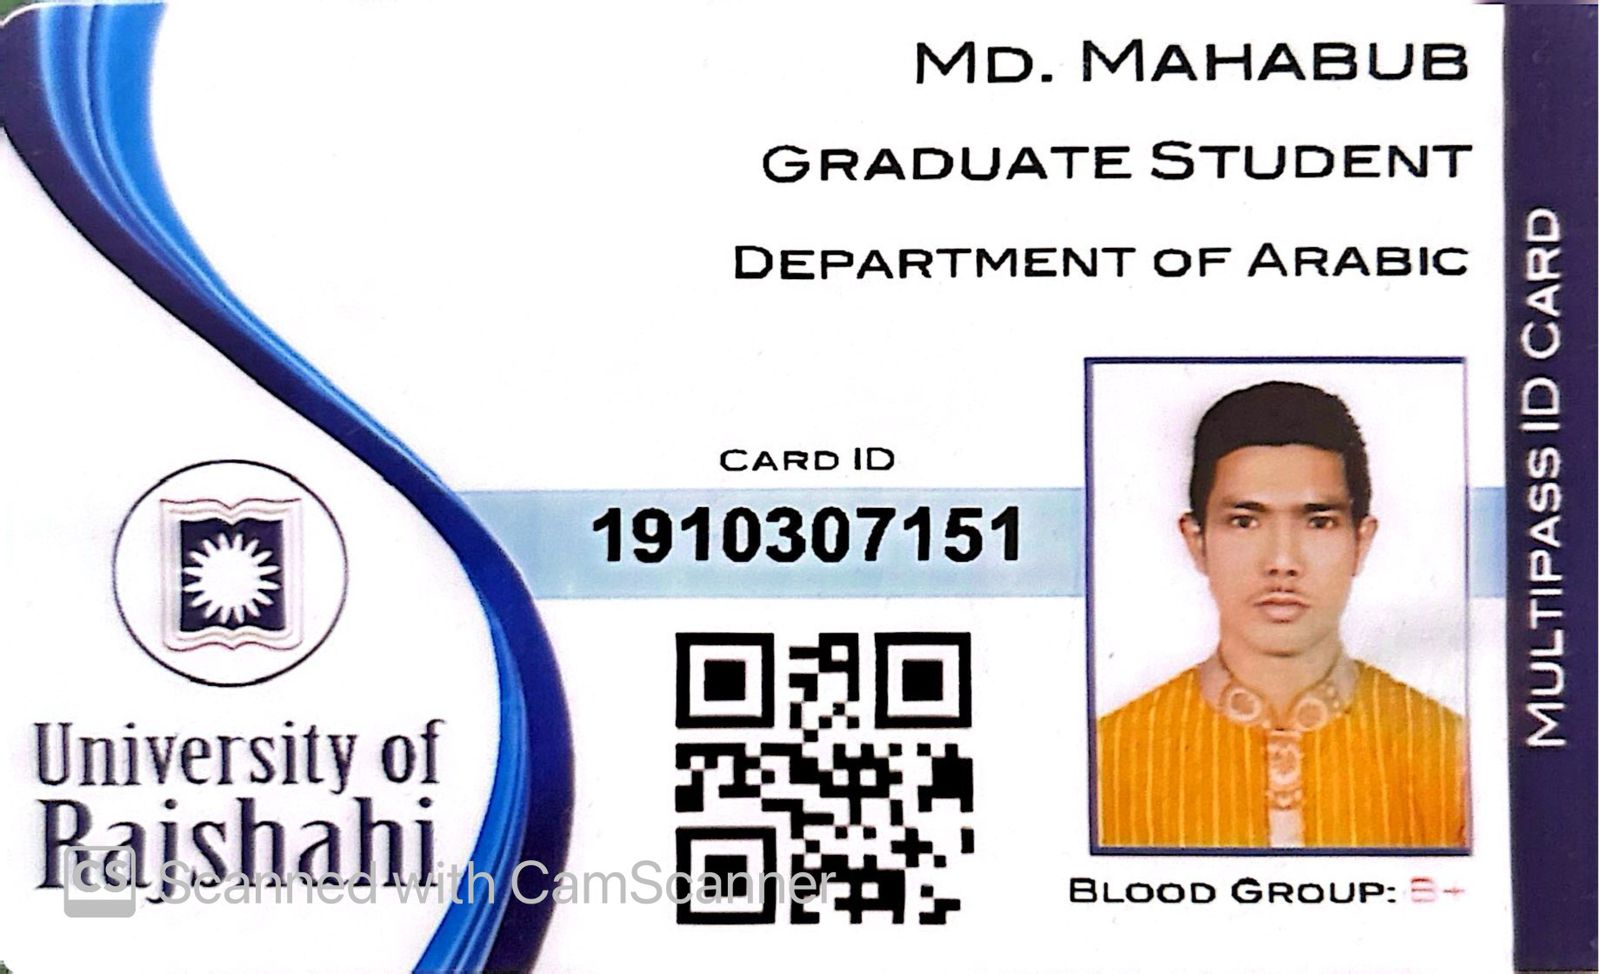 MD. MAHABUB
GRADUATE STUDENT
DEPARTMENT OF ARABIC
CARD ID
1910307151
University of
Rajshahi
BLOOD GROUP: B+
MULTIPASS ID CARD
CS Scanned with CamScanner